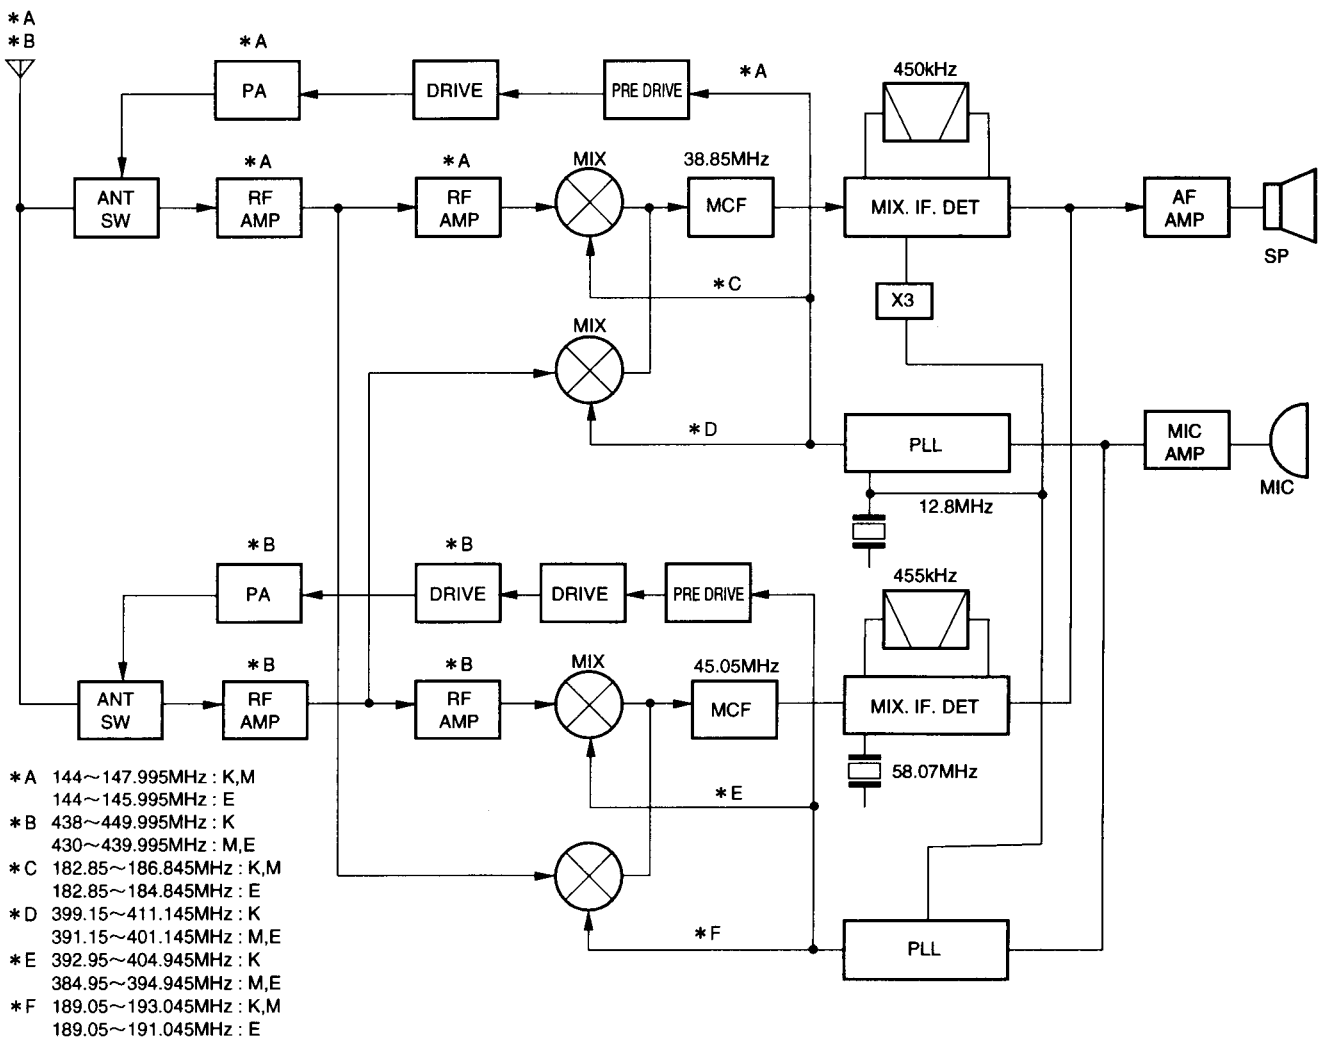 *A
*B
*A
PA
DRIVE
PRE DRIVE
*A
450kHz
ANT
SW
*A
RF
AMP
*A
RF
AMP
MIX
38.85MHz
MCF
MIX. IF. DET
AF
AMP
SP
*C
X3
MIX
*D
PLL
MIC
AMP
MIC
12.8MHz
*B
PA
*B
DRIVE
DRIVE
PRE DRIVE
455kHz
ANT
SW
*B
RF
AMP
*B
RF
AMP
MIX
45.05MHz
MCF
MIX. IF. DET
58.07MHz
*E
*F
PLL
*A 144~147.995MHz : K,M
144~145.995MHz : E
*B 438~449.995MHz : K
430~439.995MHz : M,E
*C 182.85~186.845MHz : K,M
182.85~184.845MHz : E
*D 399.15~411.145MHz : K
391.15~401.145MHz : M,E
*E 392.95~404.945MHz : K
384.95~394.945MHz : M,E
*F 189.05~193.045MHz : K,M
189.05~191.045MHz : E